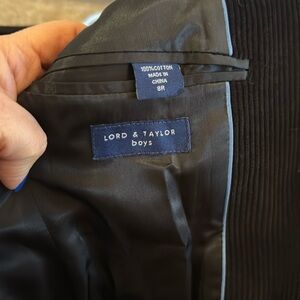 100% COTTON
MADE IN
CHINA
8R
LORD & TAYLOR
boys